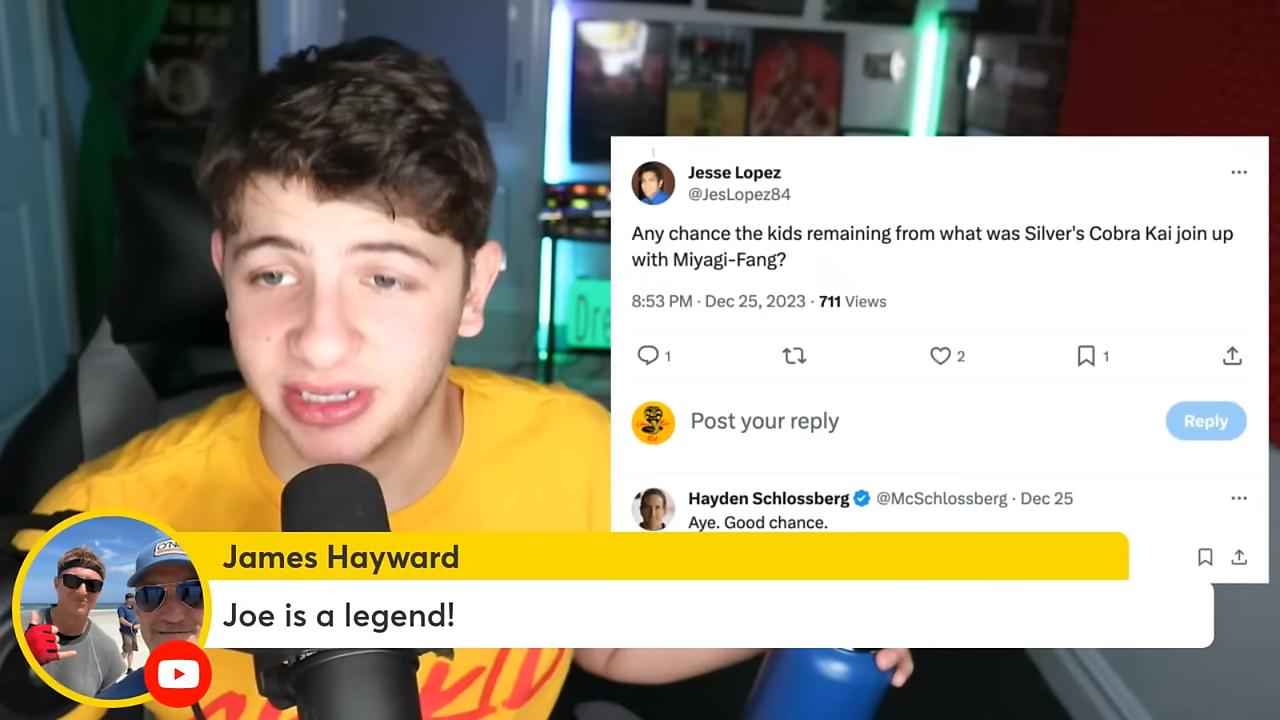 Jesse Lopez
@JesLopez84
Any chance the kids remaining from what was Silver's Cobra Kai join up
with Miyagi-Fang?
8:53 PM · Dec 25, 2023 · 711 Views
1
2
1
Post your reply
Reply
Hayden Schlossberg @McSchlossberg · Dec 25
Aye. Good chance.
James Hayward
Joe is a legend!